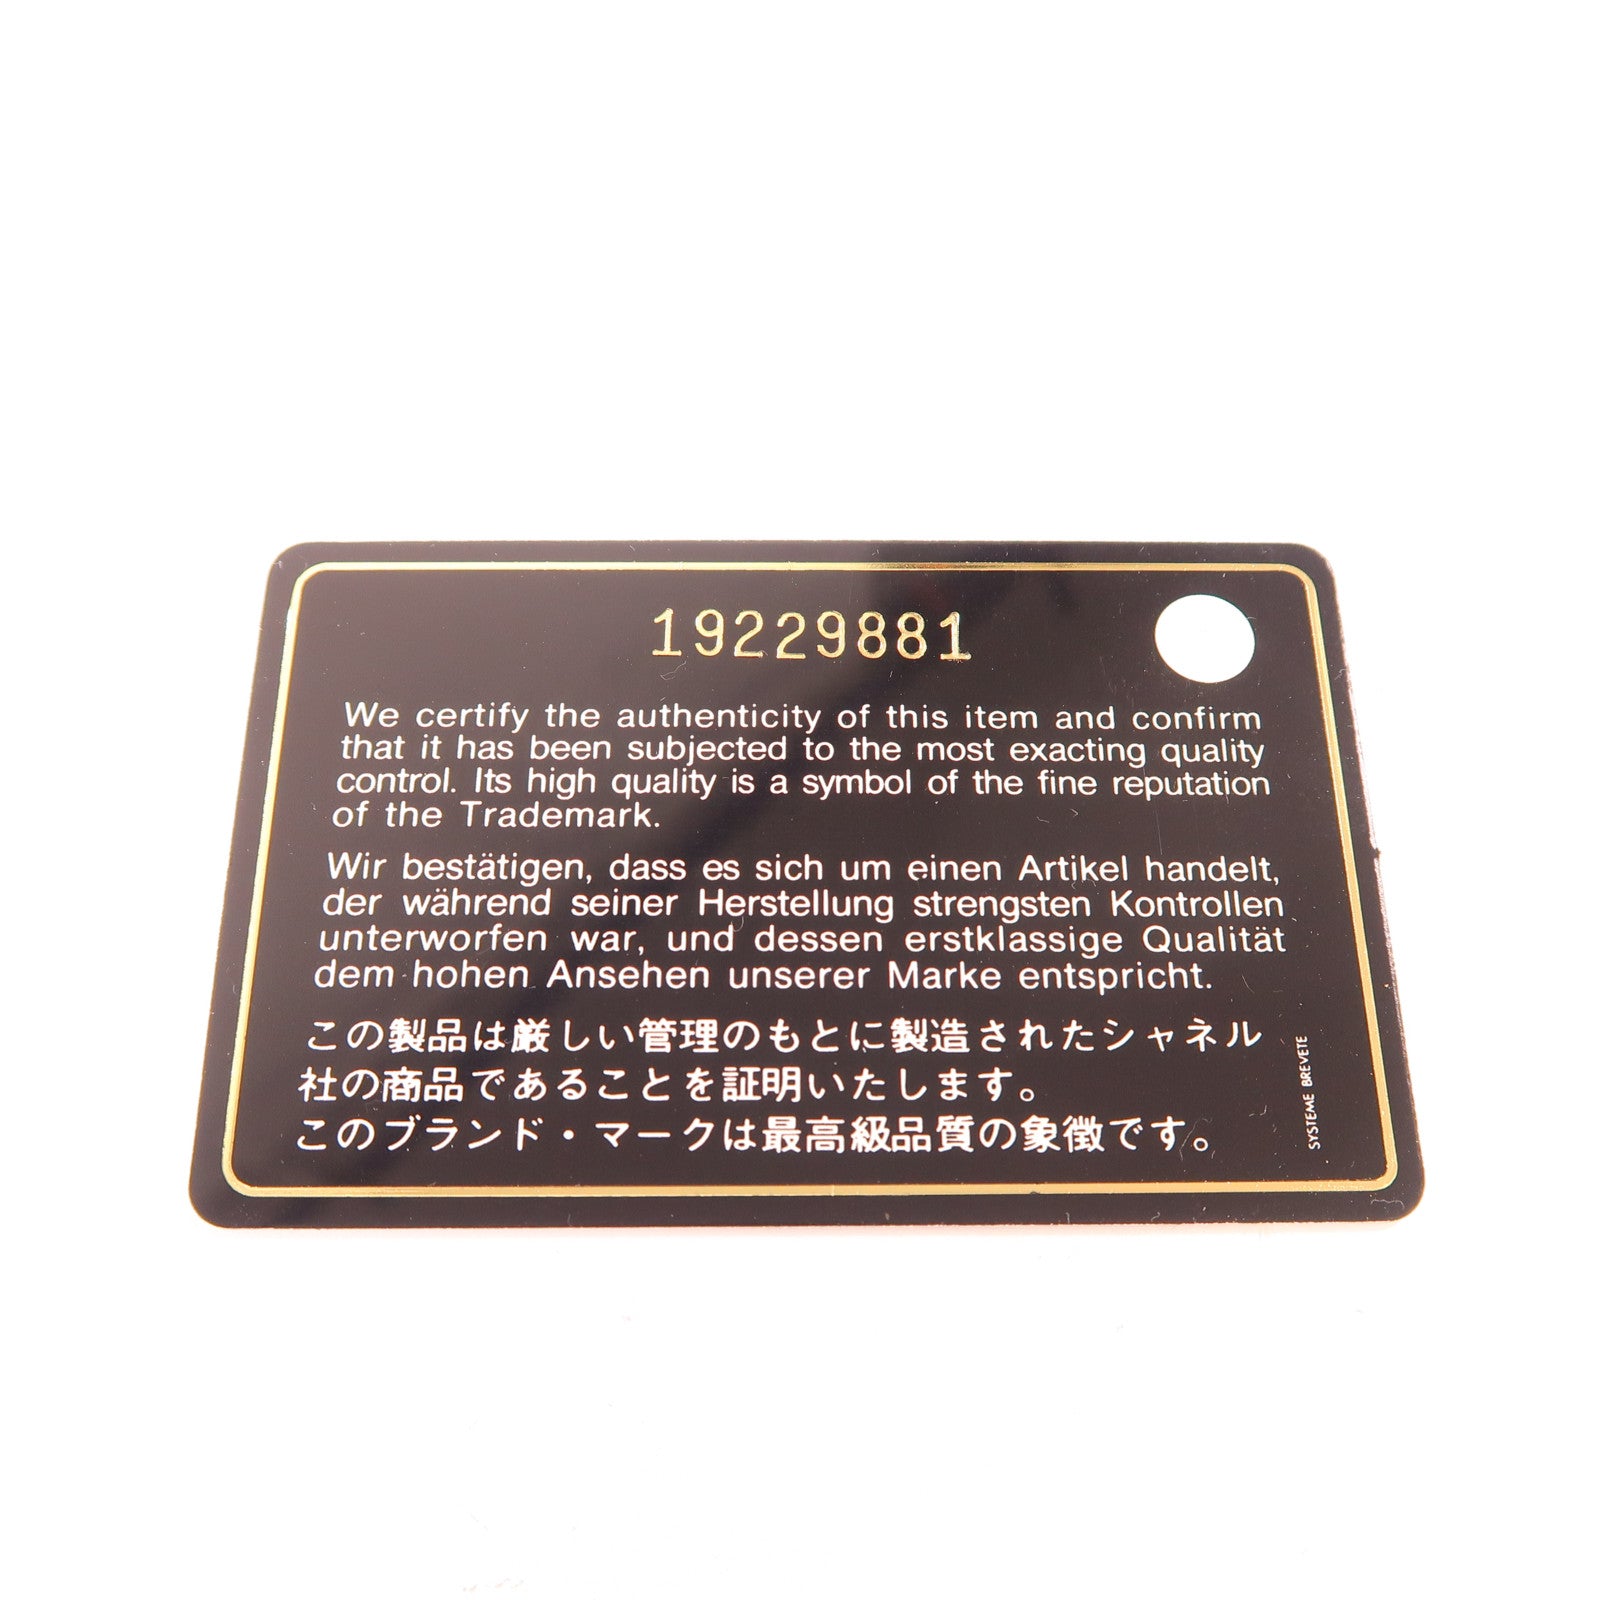 19229881
We certify the authenticity of this item and confirm
that it has been subjected to the most exacting quality
control. Its high quality is a symbol of the fine reputation
of the Trademark.
Wir bestätigen, dass es sich um einen Artikel handelt,
der während seiner Herstellung strengsten Kontrollen
unterworfen war, und dessen erstklassige Qualität
dem hohen Ansehen unserer Marke entspricht.
この製品は厳しい管理のもとに製造されたシャネル
社の商品であることを証明いたします。
このブランド・マークは最高級品質の象徴です。
SYSTEME BREVETE